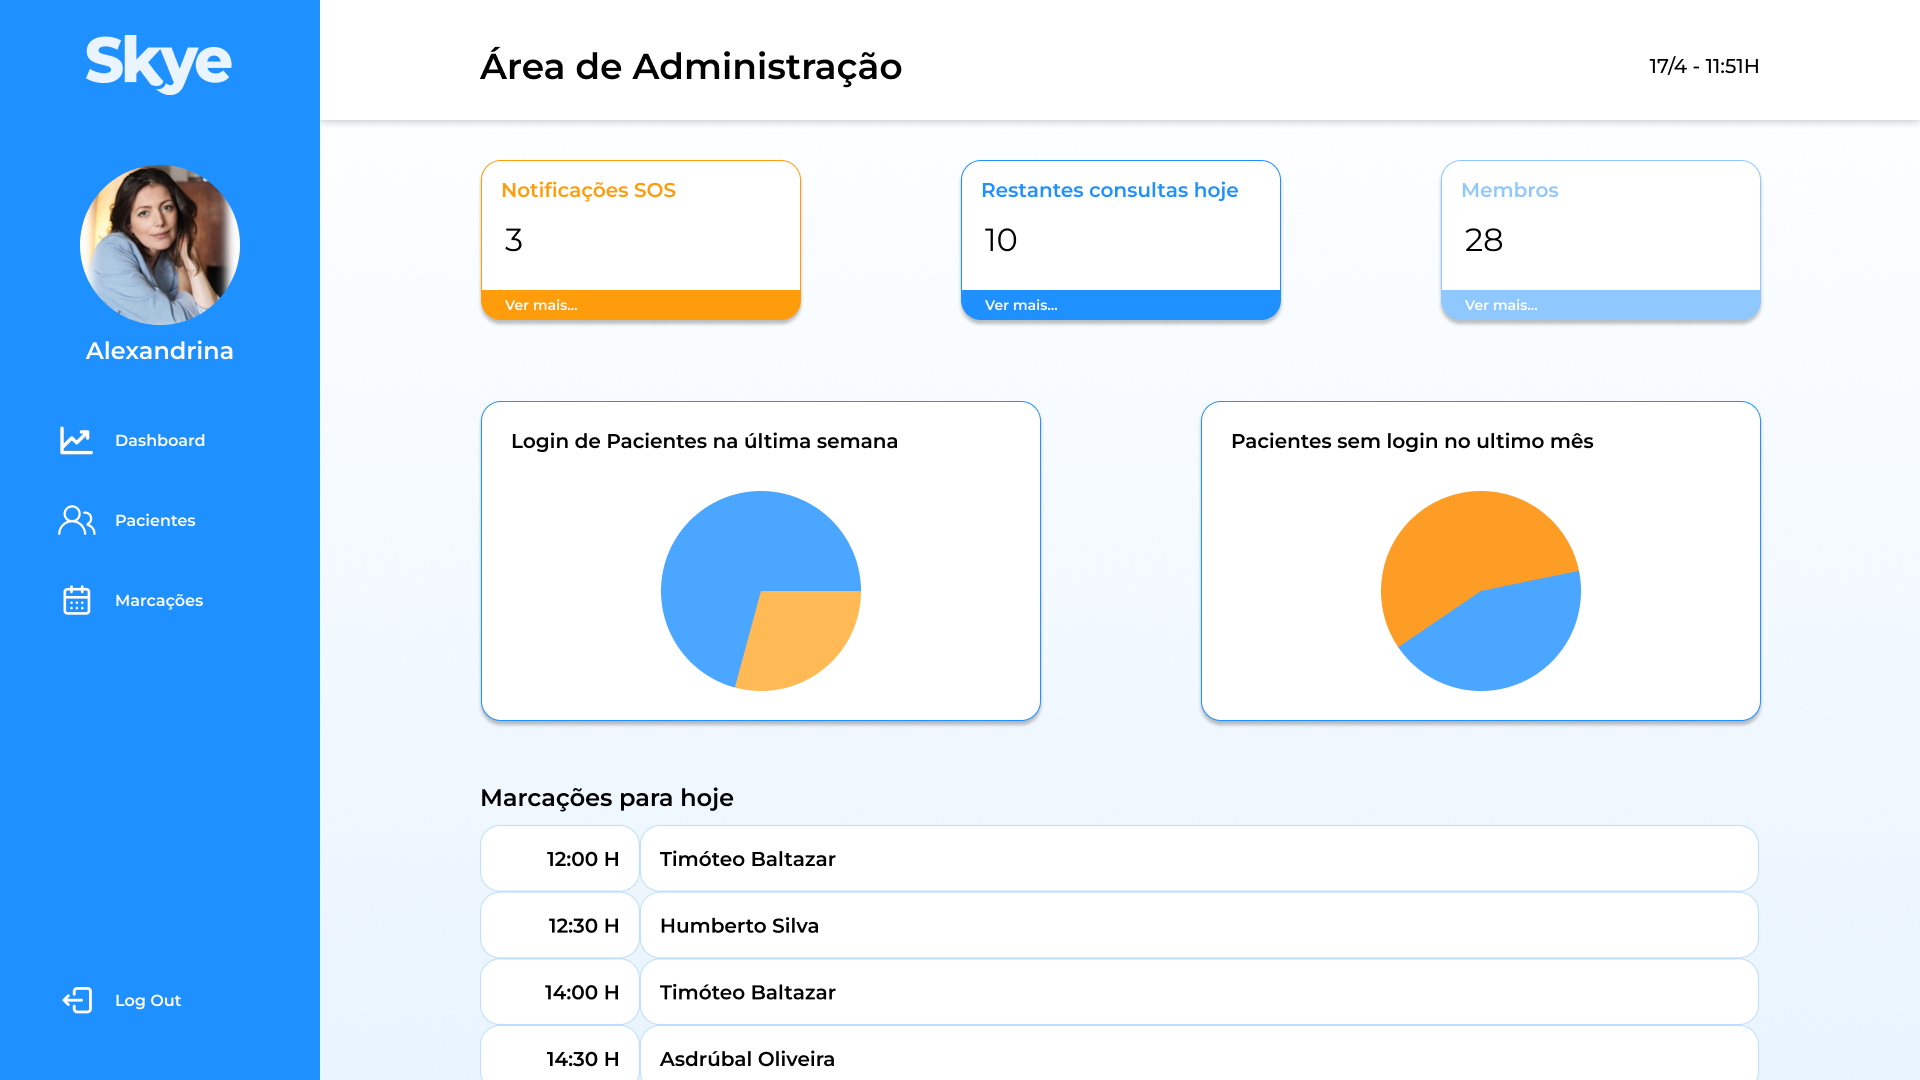 Skye
Alexandrina
Dashboard
Pacientes
Marcações
Log Out
Área de Administração
17/4 - 11:51H
Notificações SOS
3
Ver mais...
Restantes consultas hoje
10
Ver mais...
Membros
28
Ver mais...
Login de Pacientes na última semana
Pacientes sem login no ultimo mês
Marcações para hoje
12:00 H Timóteo Baltazar
12:30 H Humberto Silva
14:00 H Timóteo Baltazar
14:30 H Asdrúbal Oliveira